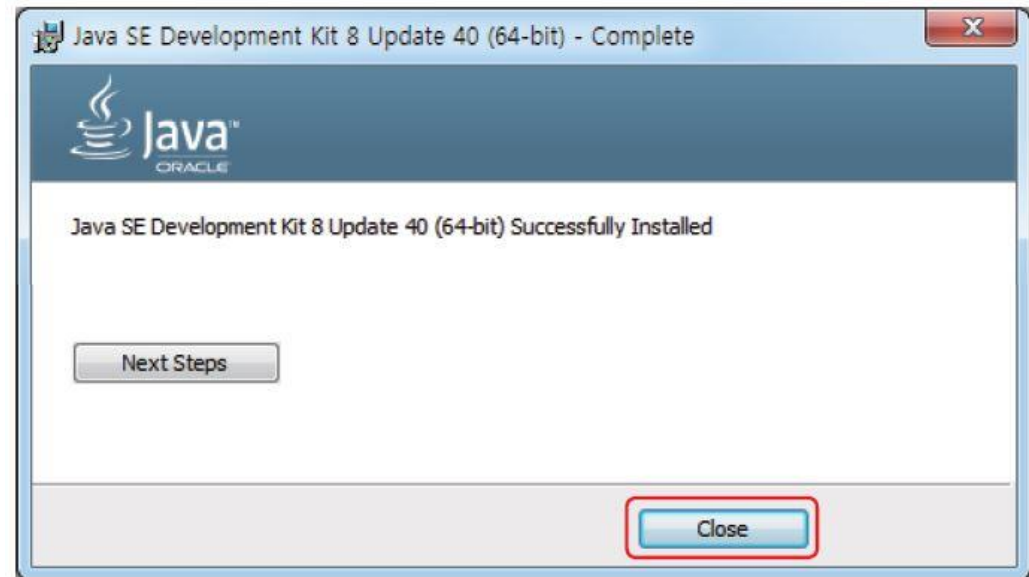 Java SE Development Kit 8 Update 40 (64-bit) - Complete
Java™
ORACLE
Java SE Development Kit 8 Update 40 (64-bit) Successfully Installed
Next Steps
Close